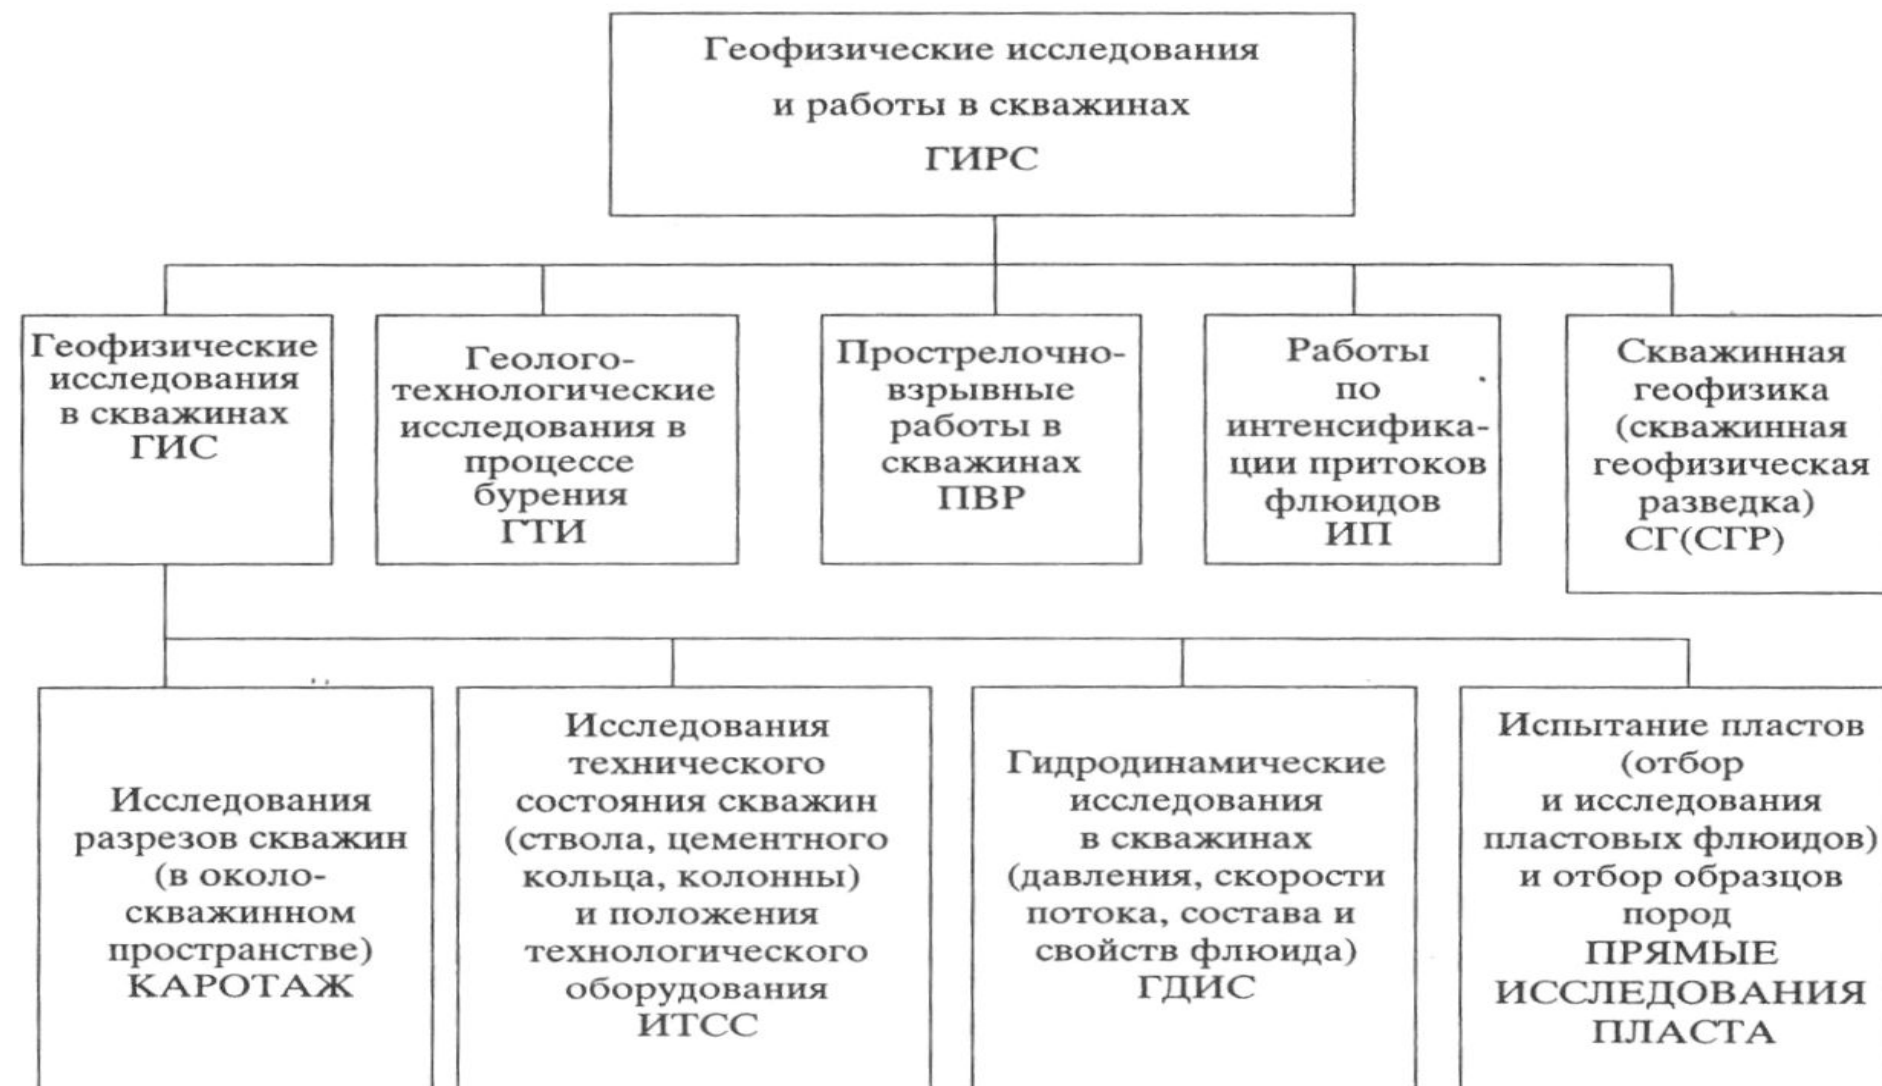 Геофизические исследования
и работы в скважинах
ГИРС
Геофизические
исследования
в скважинах
ГИС
Геолого-
технологические
исследования в
процессе
бурения
ГТИ
Прострелочно-
взрывные
работы в
скважинах
ПВР
Работы
по
интенсифика-
ции притоков
флюидов
ИП
Скважинная
геофизика
(скважинная
геофизическая
разведка)
СГ(СГР)
Исследования
разрезов скважин
(в около-
скважинном
пространстве)
КАРОТАЖ
Исследования
технического
состояния скважин
(ствола, цементного
кольца, колонны)
и положения
технологического
оборудования
ИТСС
Гидродинамические
исследования
в скважинах
(давления, скорости
потока, состава и
свойств флюида)
ГДИС
Испытание пластов
(отбор
и исследования
пластовых флюидов)
и отбор образцов
пород
ПРЯМЫЕ
ИССЛЕДОВАНИЯ
ПЛАСТА